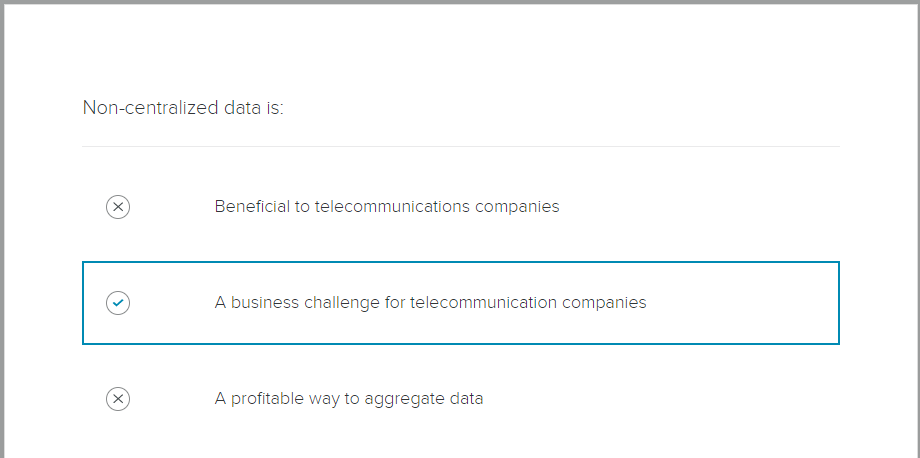 Non-centralized data is:
Beneficial to telecommunications companies
A business challenge for telecommunication companies
A profitable way to aggregate data